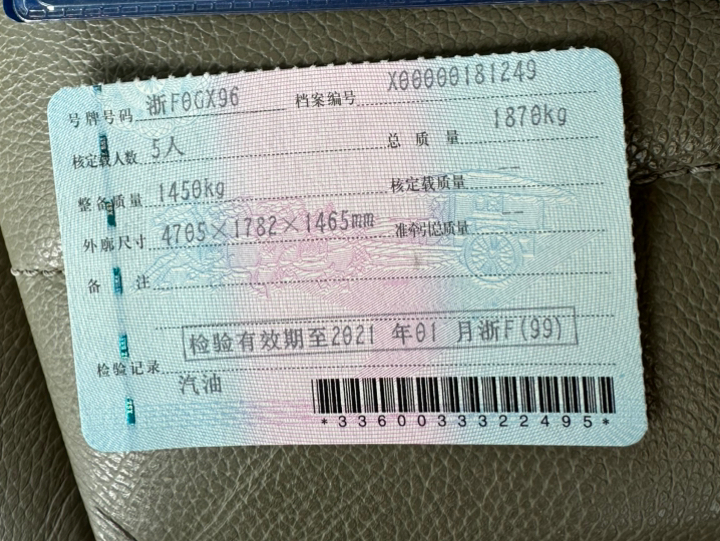 号牌号码 浙F0GX96 档案编号 X00000181249
核定载人数 5人 总质量 1870kg
整备质量 1450kg 核定载质量 --
外廓尺寸 4705×1782×1465mm 准牵引总质量 --
备注
检验有效期至2021年01月浙F(99)
检验记录
汽油
*3360033322495*